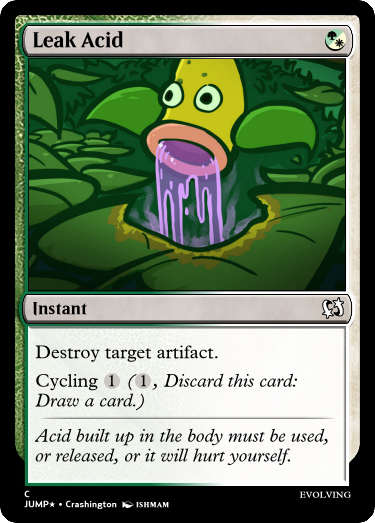 Leak Acid
Instant
Destroy target artifact.
Cycling 1 (1, Discard this card:
Draw a card.)
Acid built up in the body must be used,
or released, or it will hurt yourself.
C
EVOLVING
JUMP★ • Crashington ISHMAM